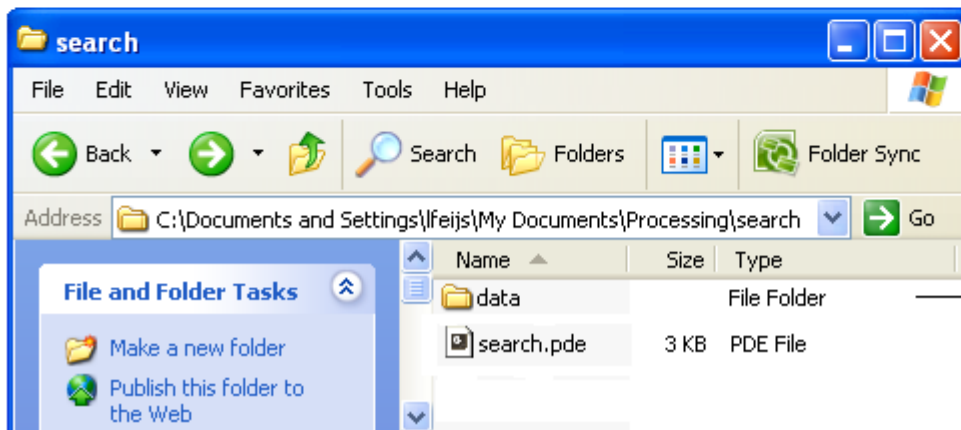 search
File Edit View Favorites Tools Help
Back Search Folders Folder Sync
Address C:\Documents and Settings\lfeijs\My Documents\Processing\search Go
Name Size Type
File and Folder Tasks
data File Folder
Make a new folder
search.pde 3 KB PDE File
Publish this folder to
the Web